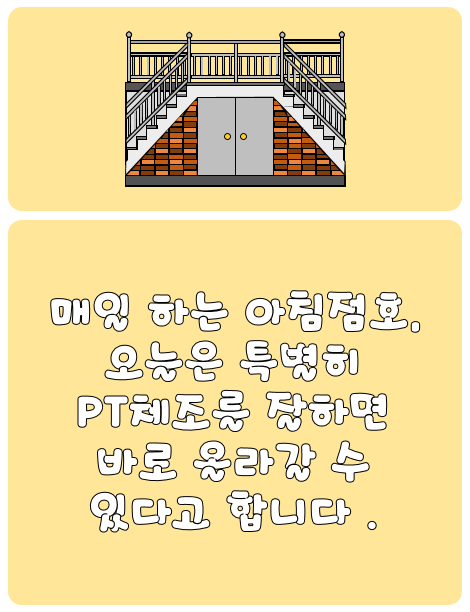 매일 하는 아침점호,
오늘은 특별히
PT체조를 잘하면
바로 올라갈 수
있다고 합니다 .